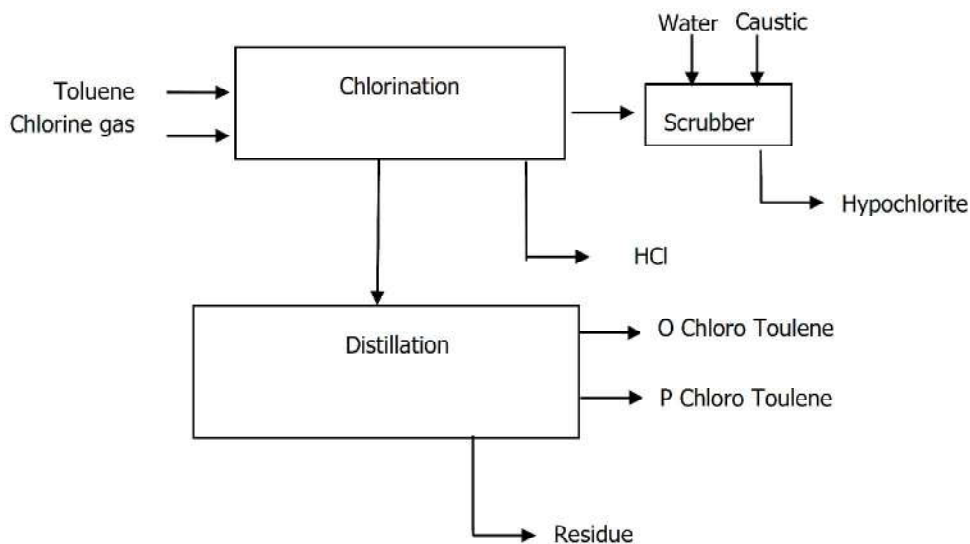 Water
Caustic
Toluene
Chlorine gas
Chlorination
Scrubber
Hypochlorite
HCl
Distillation
O Chloro Toulene
P Chloro Toulene
Residue